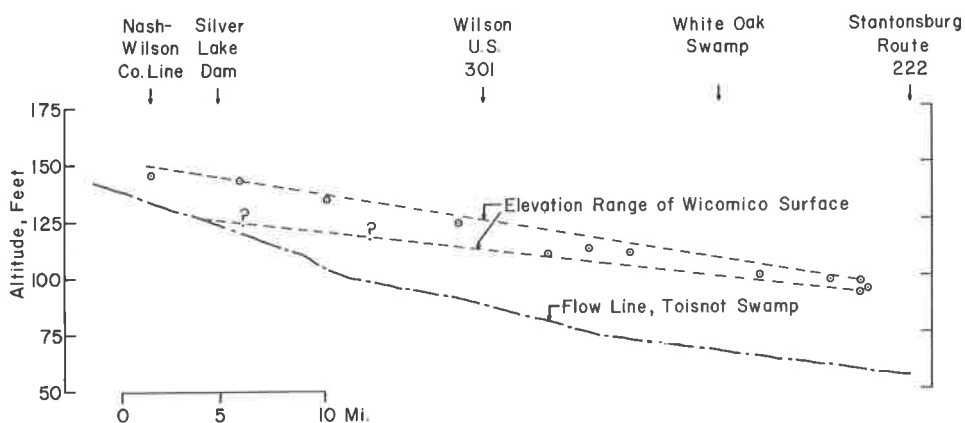 Nash-
Wilson
Co. Line
Silver
Lake
Dam
Wilson
U.S.
301
White Oak
Swamp
Stantonsburg
Route
222
Altitude, Feet
175
150
125
100
75
50
?
?
Elevation Range of Wicomico Surface
Flow Line, Toisnot Swamp
0
5
10 Mi.